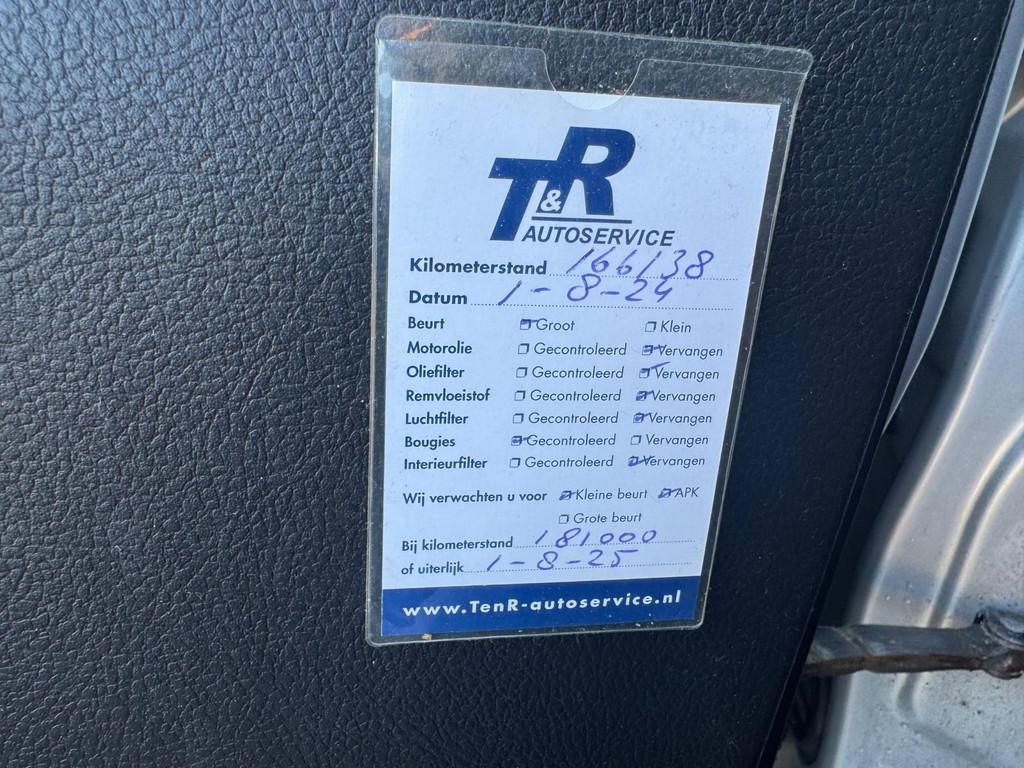 T&R
AUTOSERVICE
Kilometerstand 166138
Datum 1-8-24
Beurt Groot Klein
Motorolie Gecontroleerd Vervangen
Oliefilter Gecontroleerd Vervangen
Remvloeistof Gecontroleerd Vervangen
Luchtfilter Gecontroleerd Vervangen
Bougies Gecontroleerd Vervangen
Interieurfilter Gecontroleerd Vervangen
Wij verwachten u voor Kleine beurt APK
Grote beurt
Bij kilometerstand 181000
of uiterlijk 1-8-25
www.TenR-autoservice.nl